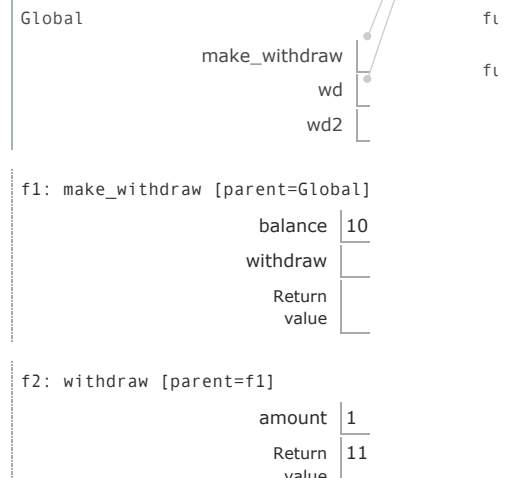 Global
make_withdraw
wd
wd2
f1: make_withdraw [parent=Global]
balance 10
withdraw
Return
value
f2: withdraw [parent=f1]
amount 1
Return 11
value